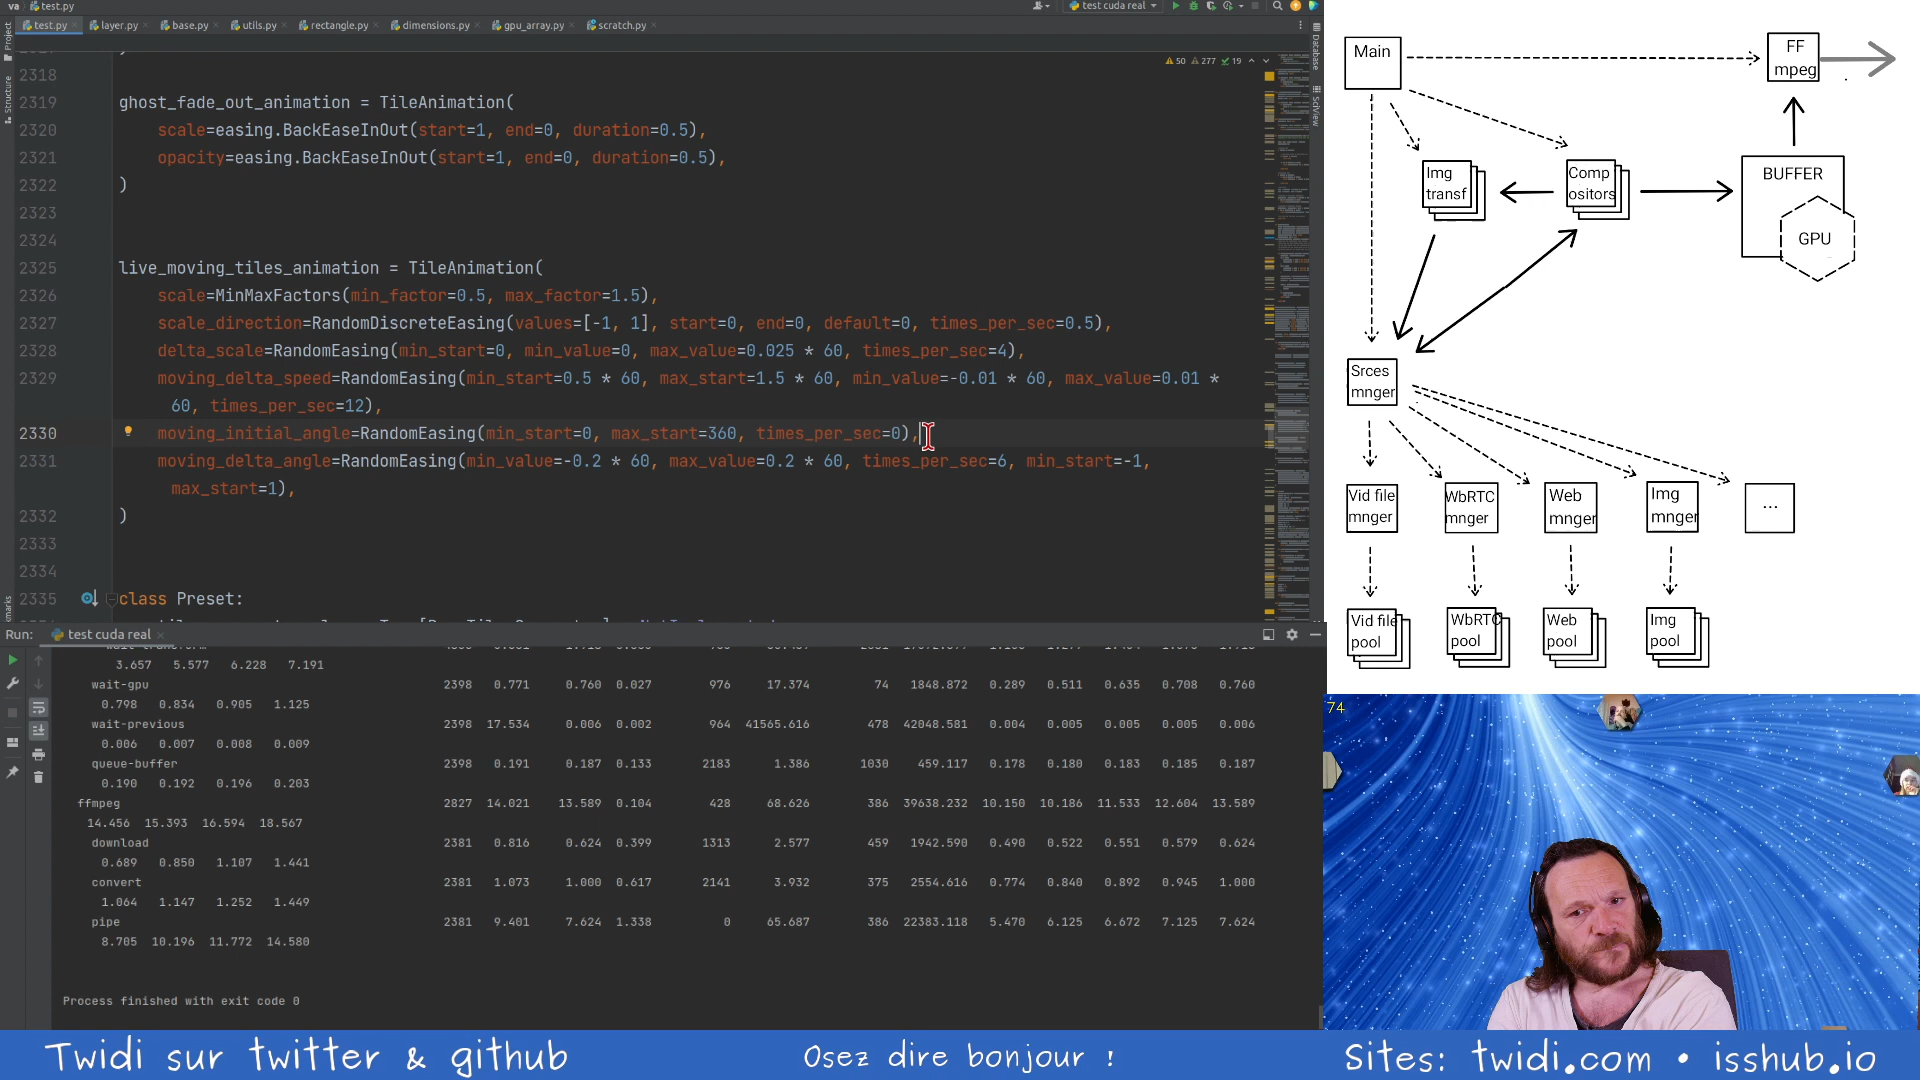 va › test.py
test cuda real
test.py
layer.py
base.py
utils.py
rectangle.py
dimensions.py
gpu_array.py
scratch.py
Project
Structure
Database
SciView
50 277 19
2318
2319 ghost_fade_out_animation = TileAnimation(
2320 scale=easing.BackEaseInOut(start=1, end=0, duration=0.5),
2321 opacity=easing.BackEaseInOut(start=1, end=0, duration=0.5),
2322 )
2323
2324
2325 live_moving_tiles_animation = TileAnimation(
2326 scale=MinMaxFactors(min_factor=0.5, max_factor=1.5),
2327 scale_direction=RandomDiscreteEasing(values=[-1, 1], start=0, end=0, default=0, times_per_sec=0.5),
2328 delta_scale=RandomEasing(min_start=0, min_value=0, max_value=0.025 * 60, times_per_sec=4),
2329 moving_delta_speed=RandomEasing(min_start=0.5 * 60, max_start=1.5 * 60, min_value=-0.01 * 60, max_value=0.01 *
60, times_per_sec=12),
2330 moving_initial_angle=RandomEasing(min_start=0, max_start=360, times_per_sec=0),
2331 moving_delta_angle=RandomEasing(min_value=-0.2 * 60, max_value=0.2 * 60, times_per_sec=6, min_start=-1,
max_start=1),
2332 )
2333
2334
2335 class Preset:
Run: test cuda real
3.657 5.577 6.228 7.191
wait-gpu 2398 0.771 0.760 0.027 976 17.374 74 1848.872 0.289 0.511 0.635 0.708 0.760
0.798 0.834 0.905 1.125
wait-previous 2398 17.534 0.006 0.002 964 41565.616 478 42048.581 0.004 0.005 0.005 0.005 0.006
0.006 0.007 0.008 0.009
queue-buffer 2398 0.191 0.187 0.133 2183 1.386 1030 459.117 0.178 0.180 0.183 0.185 0.187
0.190 0.192 0.196 0.203
ffmpeg 2827 14.021 13.589 0.104 428 68.626 386 39638.232 10.150 10.186 11.533 12.604 13.589
14.456 15.393 16.594 18.567
download 2381 0.816 0.624 0.399 1313 2.577 459 1942.590 0.490 0.522 0.551 0.579 0.624
0.689 0.850 1.107 1.441
convert 2381 1.073 1.000 0.617 2141 3.932 375 2554.616 0.774 0.840 0.892 0.945 1.000
1.064 1.147 1.252 1.449
pipe 2381 9.401 7.624 1.338 0 65.687 386 22383.118 5.470 6.125 6.672 7.125 7.624
8.705 10.196 11.772 14.580
Process finished with exit code 0
Main
FF
mpeg
Img
transf
Comp
ositors
BUFFER
GPU
Srces
mnger
Vid file
mnger
WbRTC
mnger
Web
mnger
Img
mnger
...
Vid file
pool
WbRTC
pool
Web
pool
Img
pool
74
Twidi sur twitter & github
Osez dire bonjour !
Sites: twidi.com • isshub.io